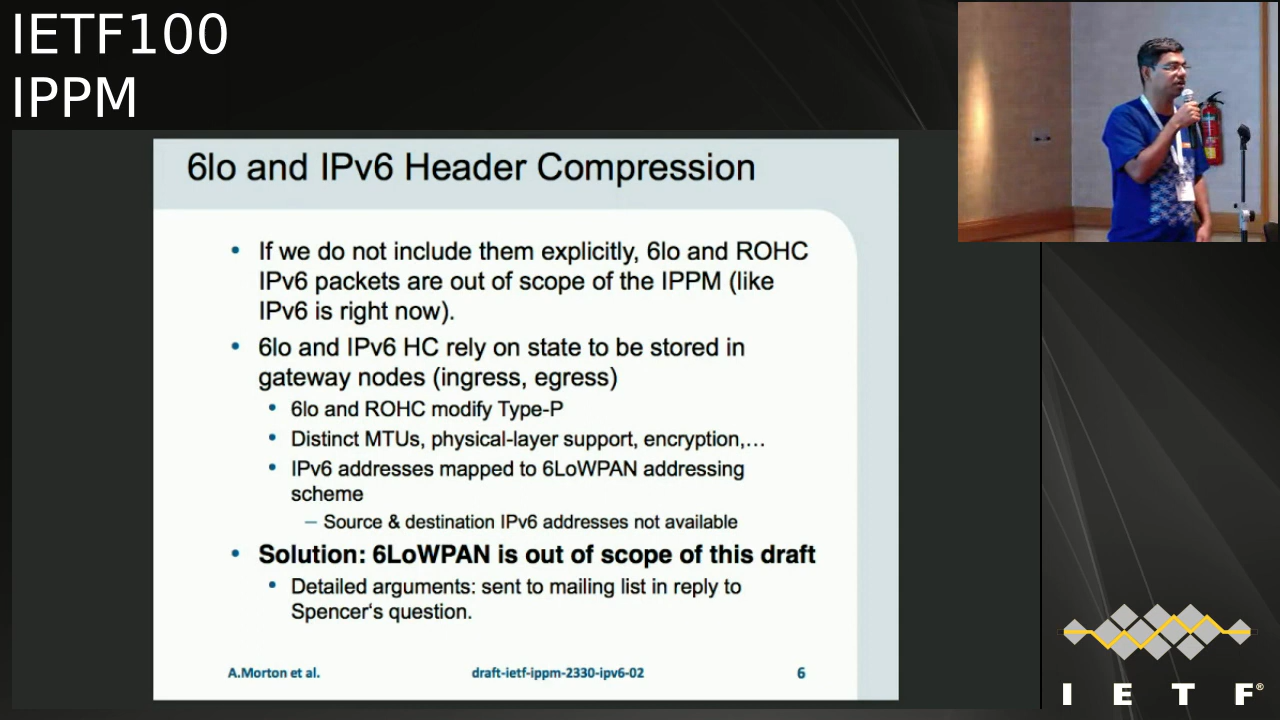 IETF100
IPPM
6lo and IPv6 Header Compression
• If we do not include them explicitly, 6lo and ROHC
IPv6 packets are out of scope of the IPPM (like
IPv6 is right now).
• 6lo and IPv6 HC rely on state to be stored in
gateway nodes (ingress, egress)
• 6lo and ROHC modify Type-P
• Distinct MTUs, physical-layer support, encryption,…
• IPv6 addresses mapped to 6LoWPAN addressing
scheme
– Source & destination IPv6 addresses not available
• Solution: 6LoWPAN is out of scope of this draft
• Detailed arguments: sent to mailing list in reply to
Spencer‘s question.
A.Morton et al. draft-ietf-ippm-2330-ipv6-02 6
I E T F®